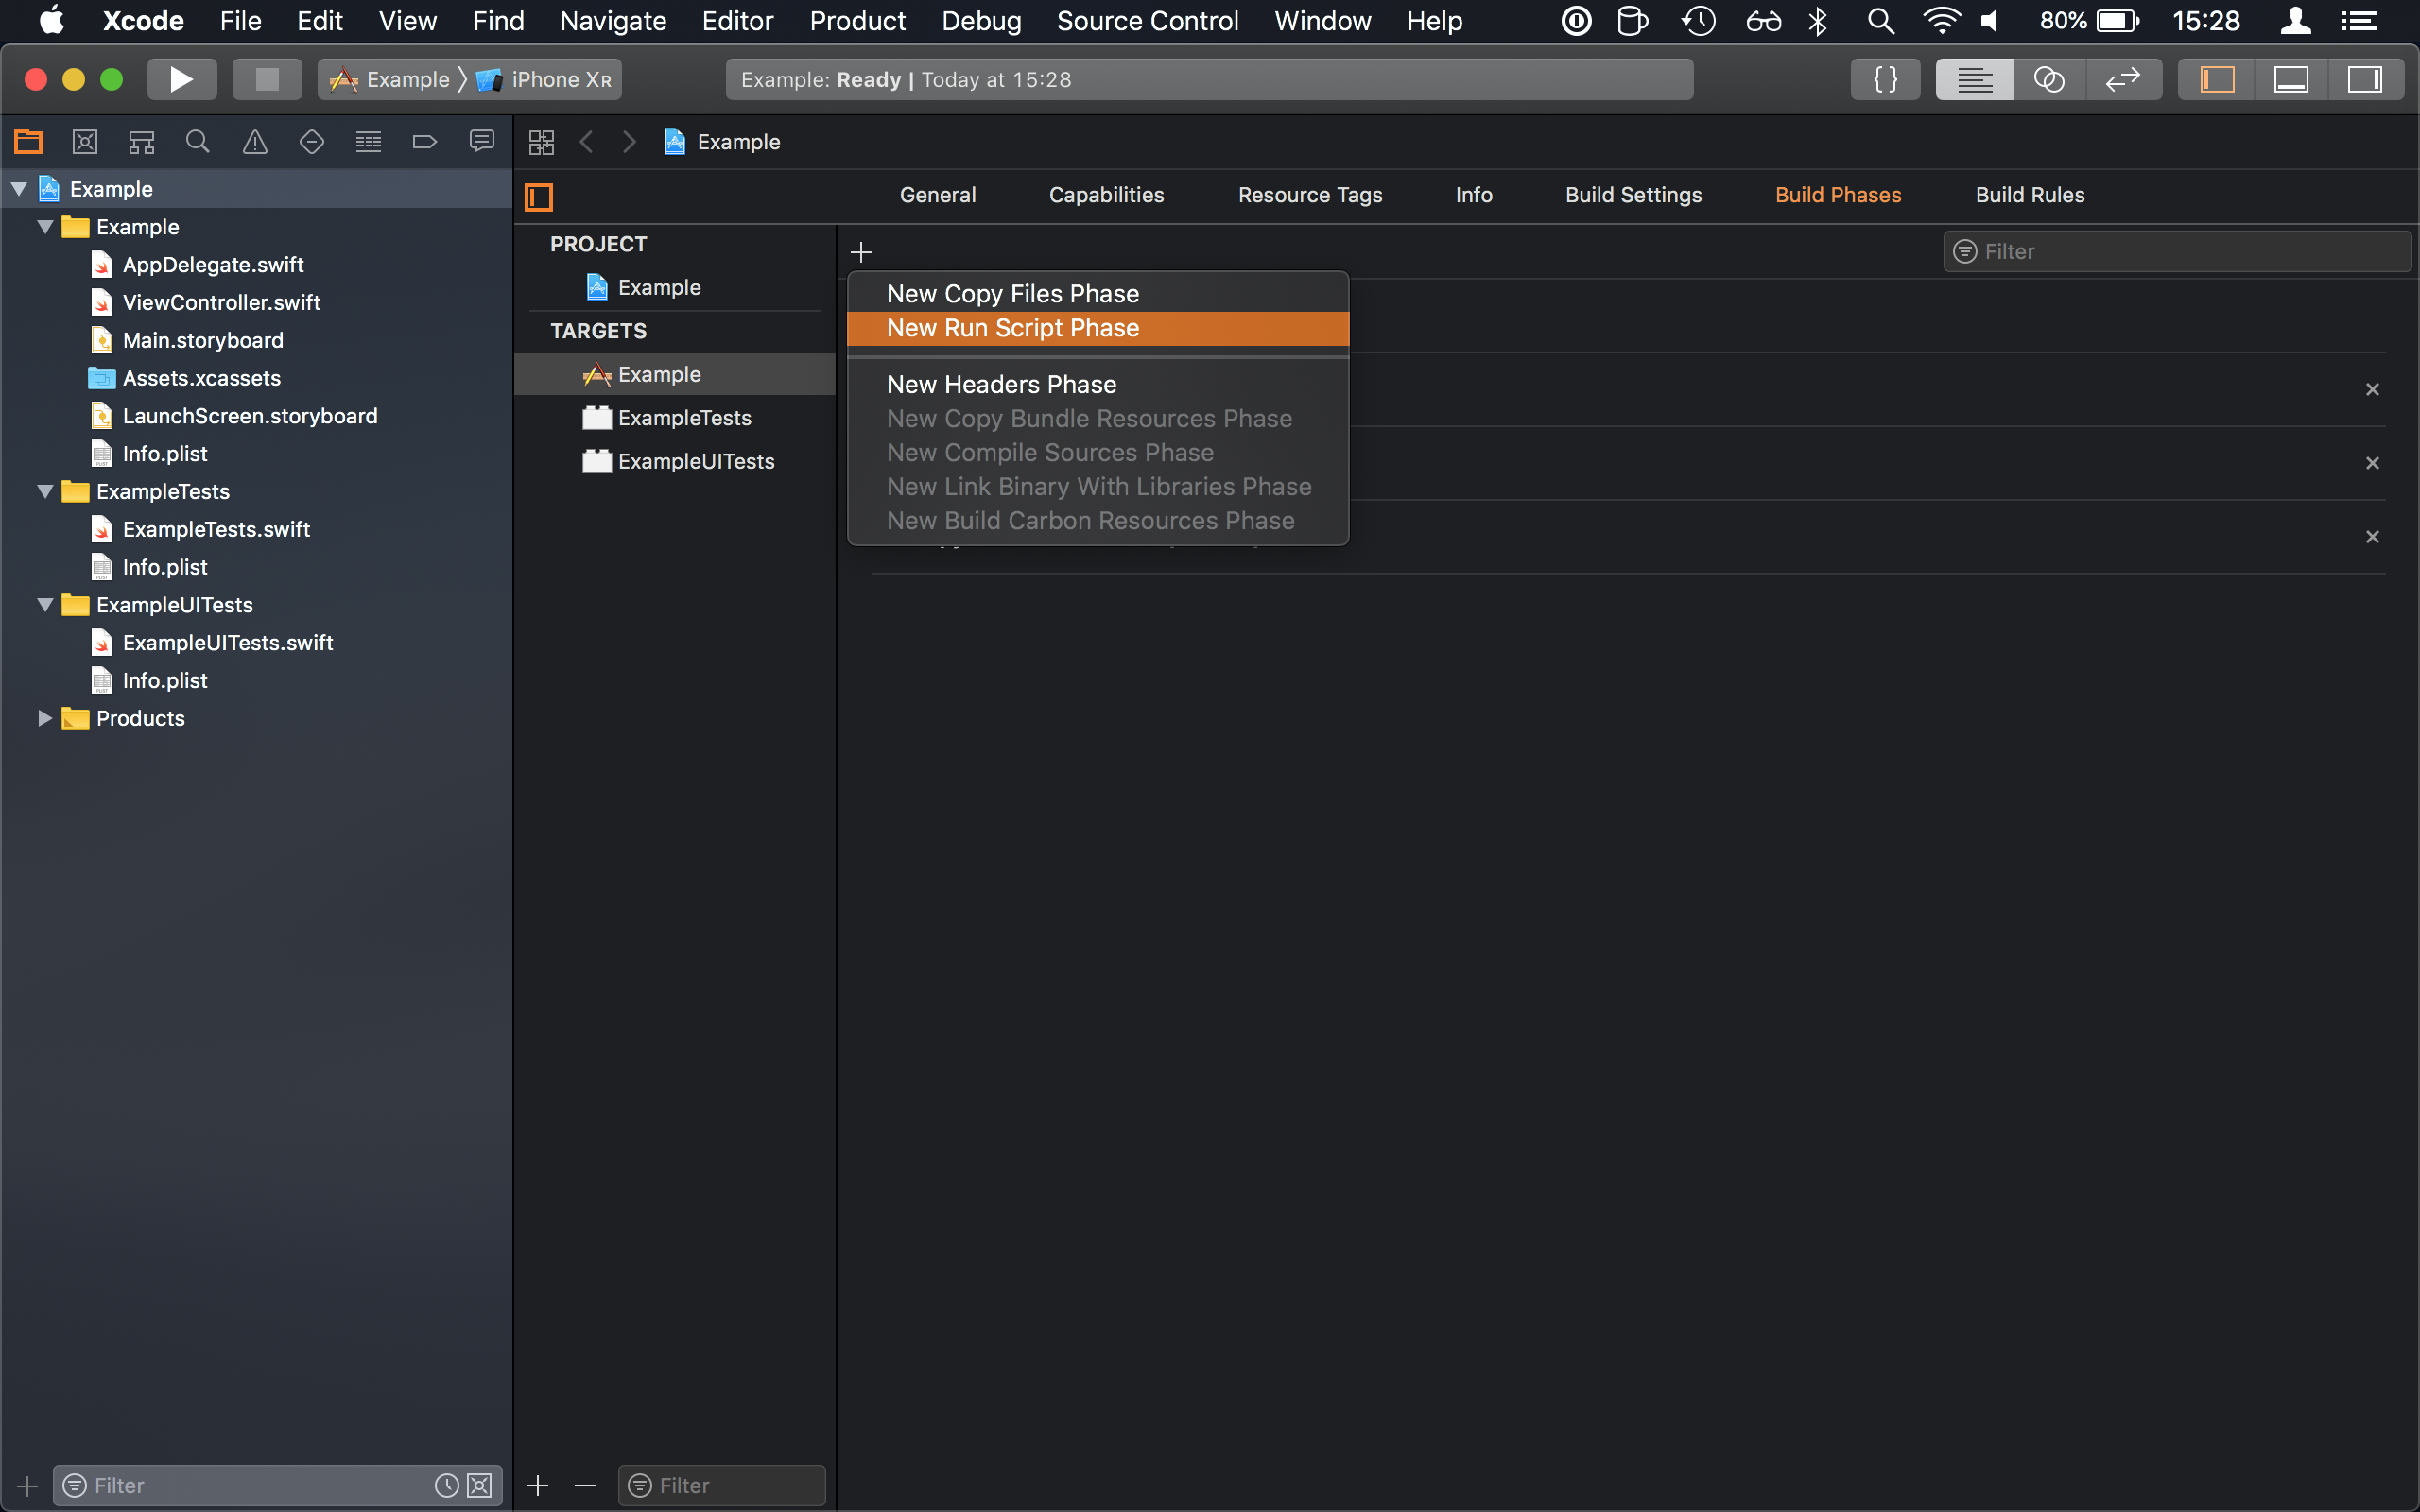 Xcode File Edit View Find Navigate Editor Product Debug Source Control Window Help 80% 15:28
Example iPhone XR Example: Ready | Today at 15:28 { }
Example
General Capabilities Resource Tags Info Build Settings Build Phases Build Rules
Example
Example
AppDelegate.swift
ViewController.swift
Main.storyboard
Assets.xcassets
LaunchScreen.storyboard
Info.plist
ExampleTests
ExampleTests.swift
Info.plist
ExampleUITests
ExampleUITests.swift
Info.plist
Products
Filter
PROJECT
Example
TARGETS
Example
ExampleTests
ExampleUITests
Filter
Filter
New Copy Files Phase
New Run Script Phase
New Headers Phase
New Copy Bundle Resources Phase
New Compile Sources Phase
New Link Binary With Libraries Phase
New Build Carbon Resources Phase